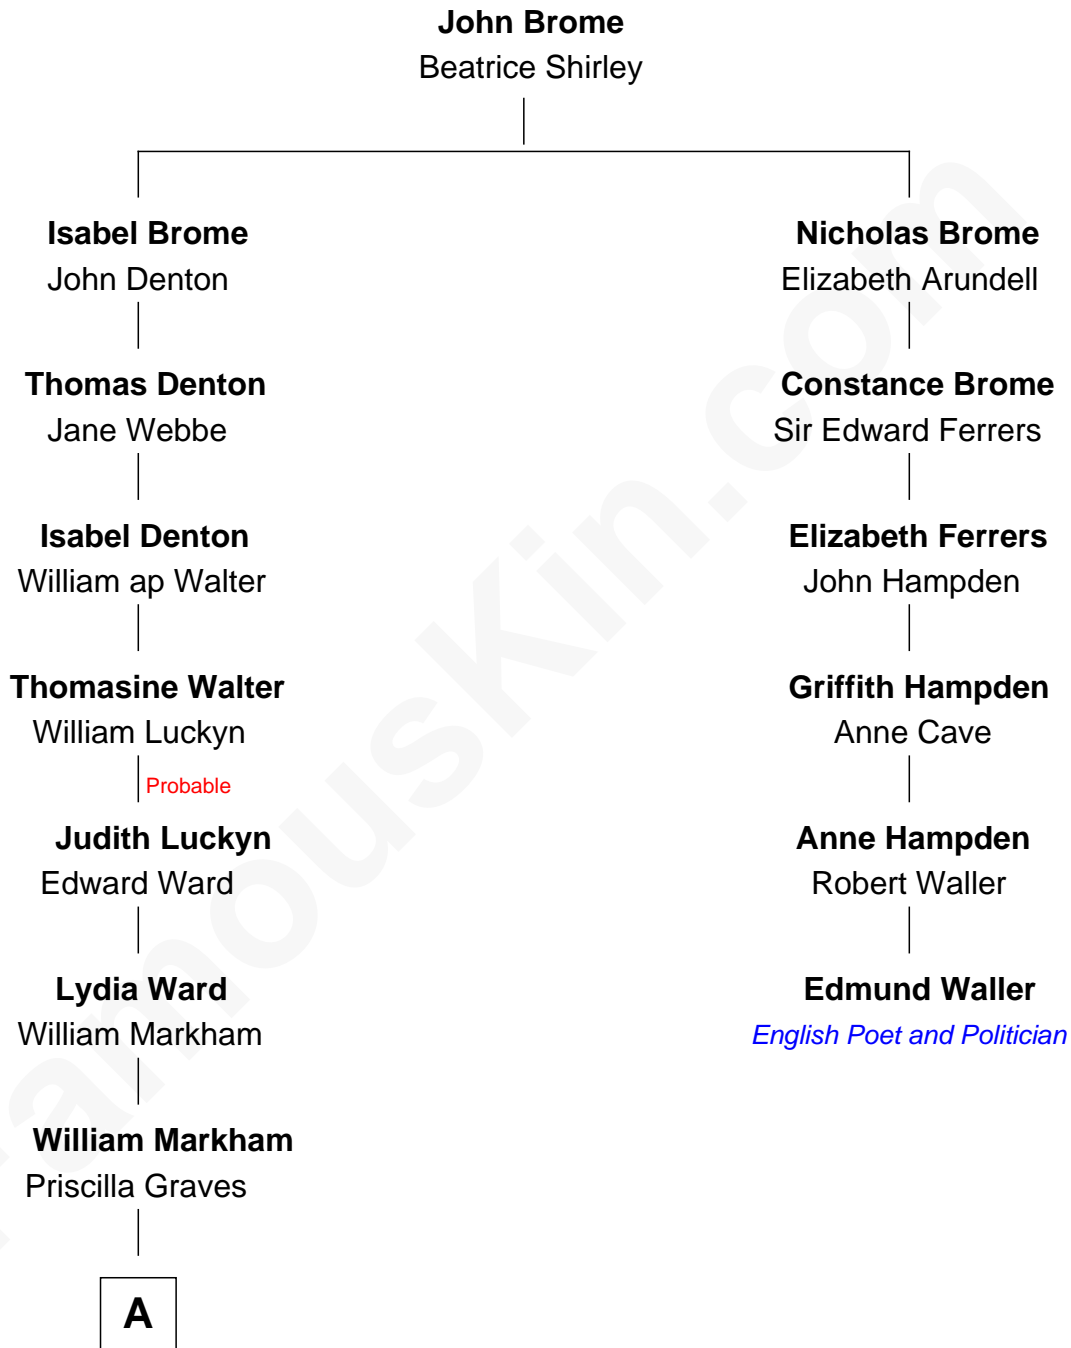 John Brome
Beatrice Shirley
Isabel Brome
John Denton
Nicholas Brome
Elizabeth Arundell
Thomas Denton
Jane Webbe
Constance Brome
Sir Edward Ferrers
Isabel Denton
William ap Walter
Elizabeth Ferrers
John Hampden
Thomasine Walter
William Luckyn
Griffith Hampden
Anne Cave
Probable
Judith Luckyn
Edward Ward
Anne Hampden
Robert Waller
Lydia Ward
William Markham
Edmund Waller
English Poet and Politician
William Markham
Priscilla Graves
A
FamousKin.com